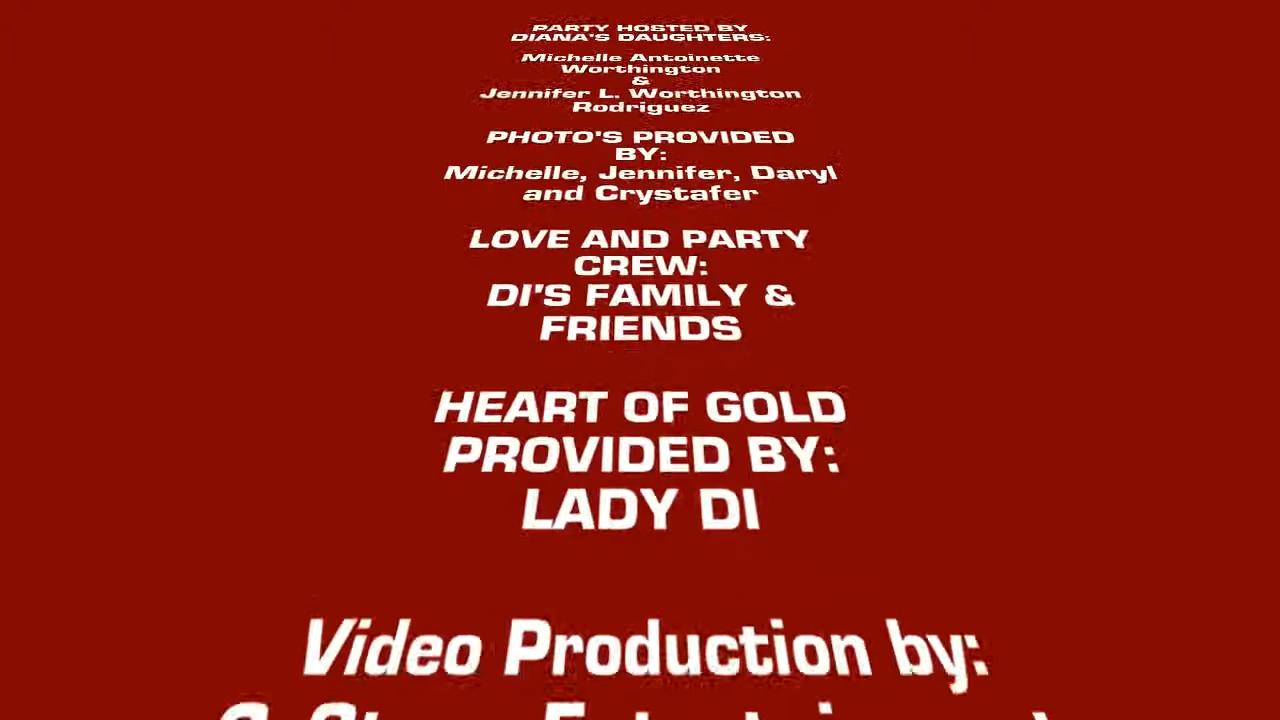 PARTY HOSTED BY
DIANA'S DAUGHTERS:
Michelle Antoinette
Worthington
&
Jennifer L. Worthington
Rodriguez
PHOTO'S PROVIDED
BY:
Michelle, Jennifer, Daryl
and Crystafer
LOVE AND PARTY
CREW:
DI'S FAMILY &
FRIENDS
HEART OF GOLD
PROVIDED BY:
LADY DI
Video Production by: